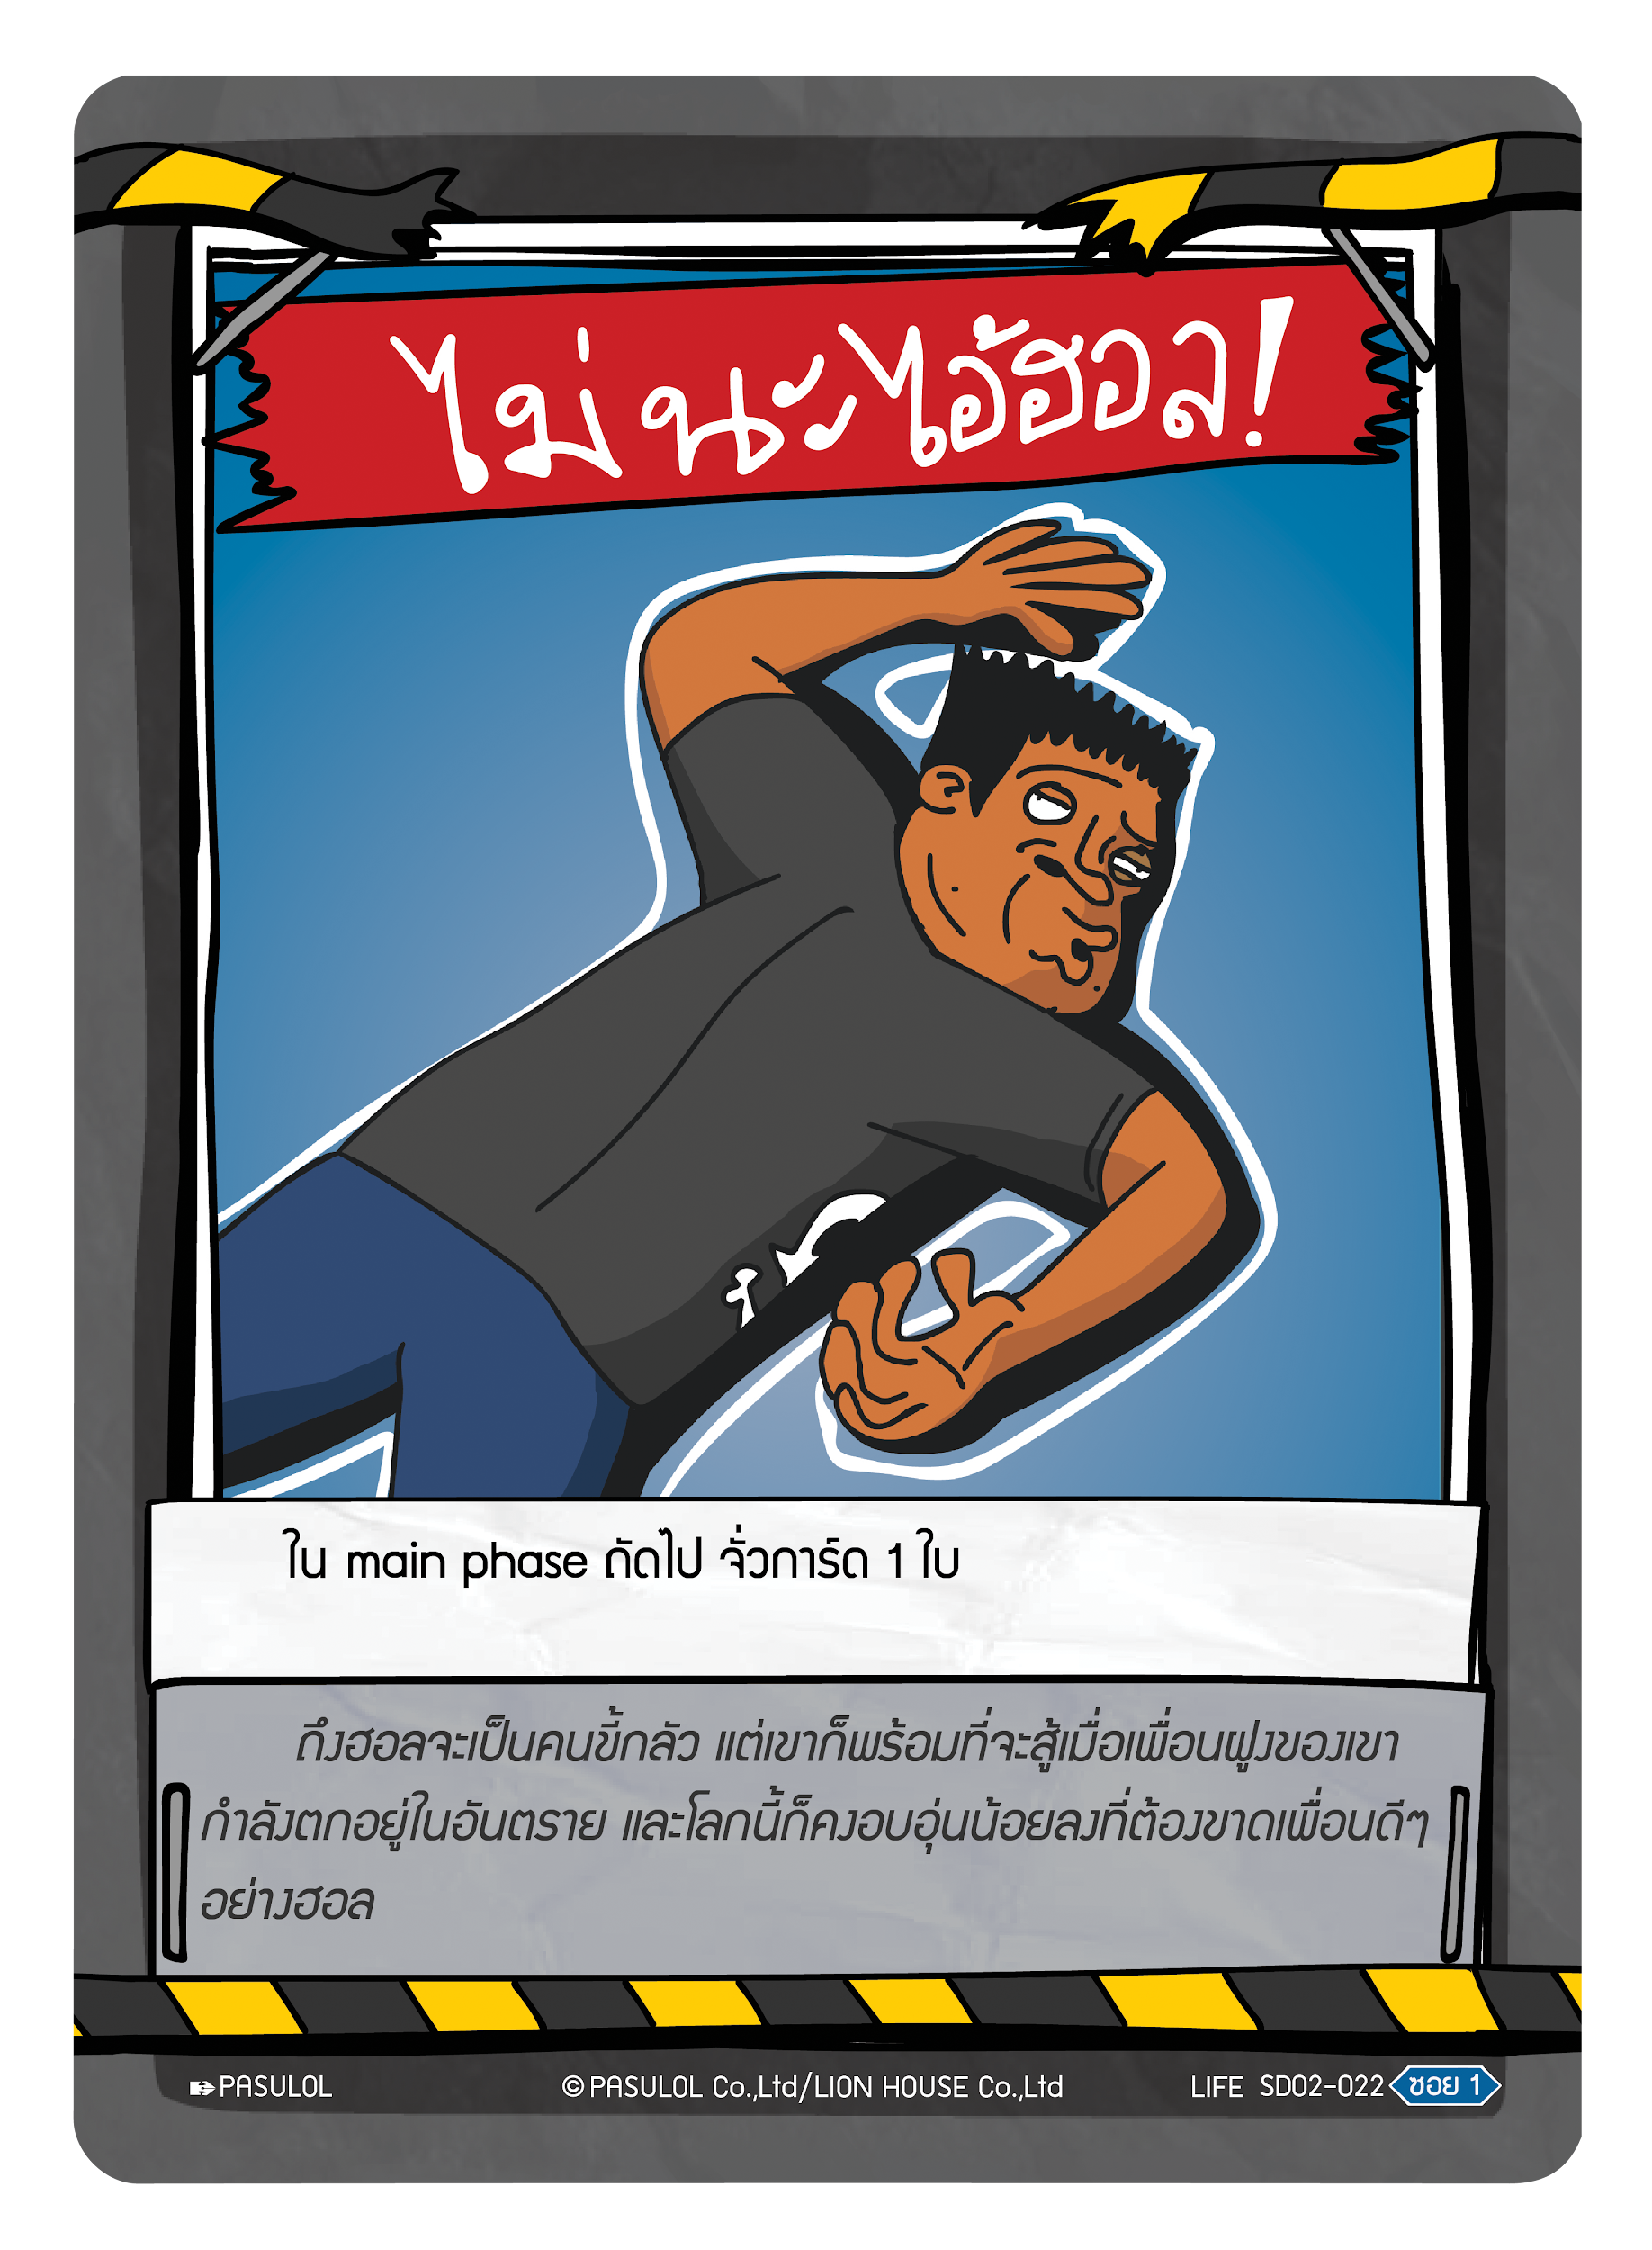 ไม่นะไอ้ฮอล!
ใน main phase ถัดไป จั่วการ์ด 1 ใบ
ถึงฮอลจะเป็นคนขี้กลัว แต่เขาก็พร้อมที่จะสู้เมื่อเพื่อนฝูงของเขา
กำลังตกอยู่ในอันตราย และโลกนี้ก็คงอบอุ่นน้อยลงที่ต้องขาดเพื่อนดีๆ
อย่างฮอล
PASULOL ©PASULOL Co.,Ltd/LION HOUSE Co.,Ltd LIFE SD02-022 ซอย 1